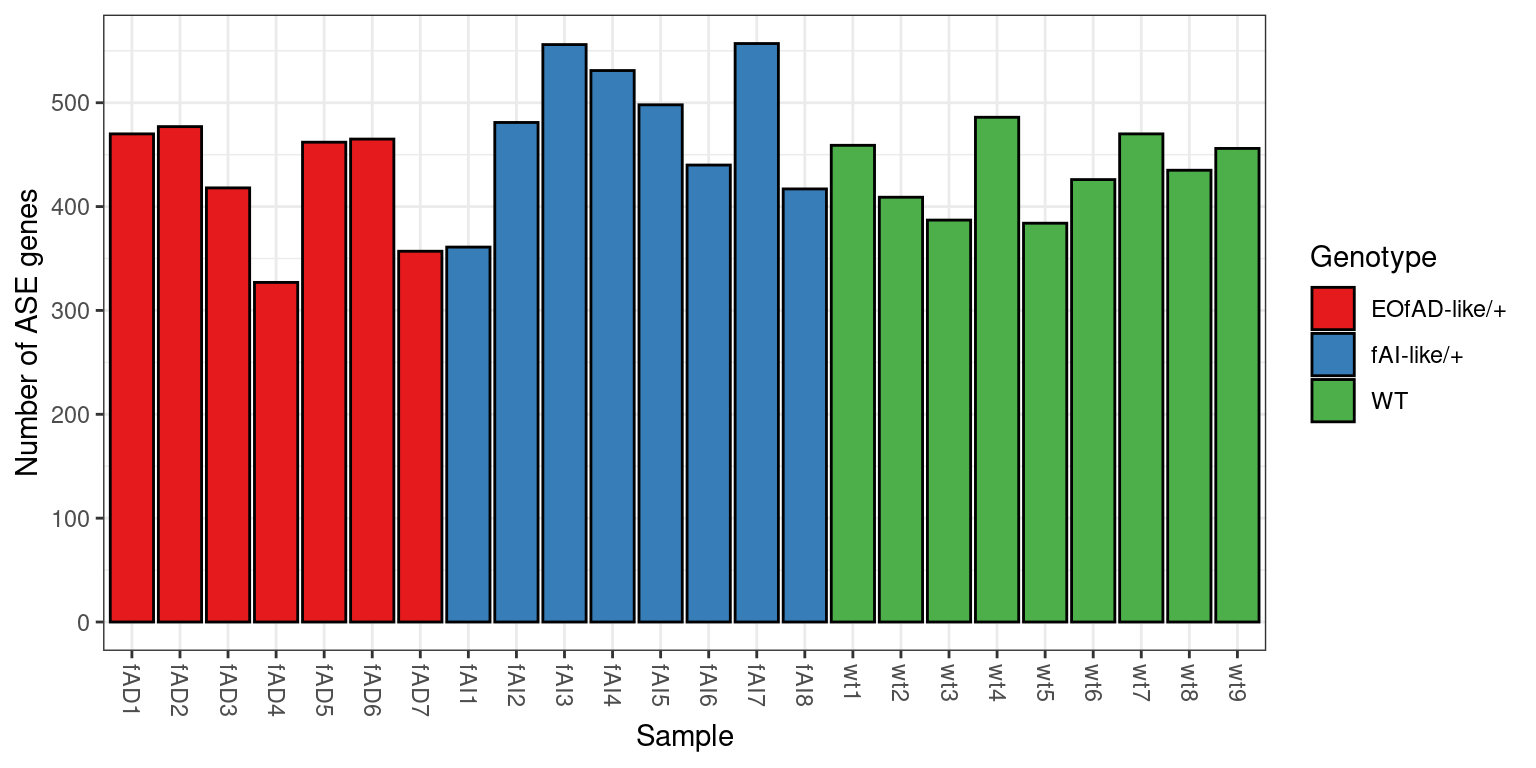 Number of ASE genes
500
400
300
200
100
0
fAD1
fAD2
fAD3
fAD4
fAD5
fAD6
fAD7
fAI1
fAI2
fAI3
fAI4
fAI5
fAI6
fAI7
fAI8
wt1
wt2
wt3
wt4
wt5
wt6
wt7
wt8
wt9
Sample
Genotype
EOfAD-like/+
fAI-like/+
WT